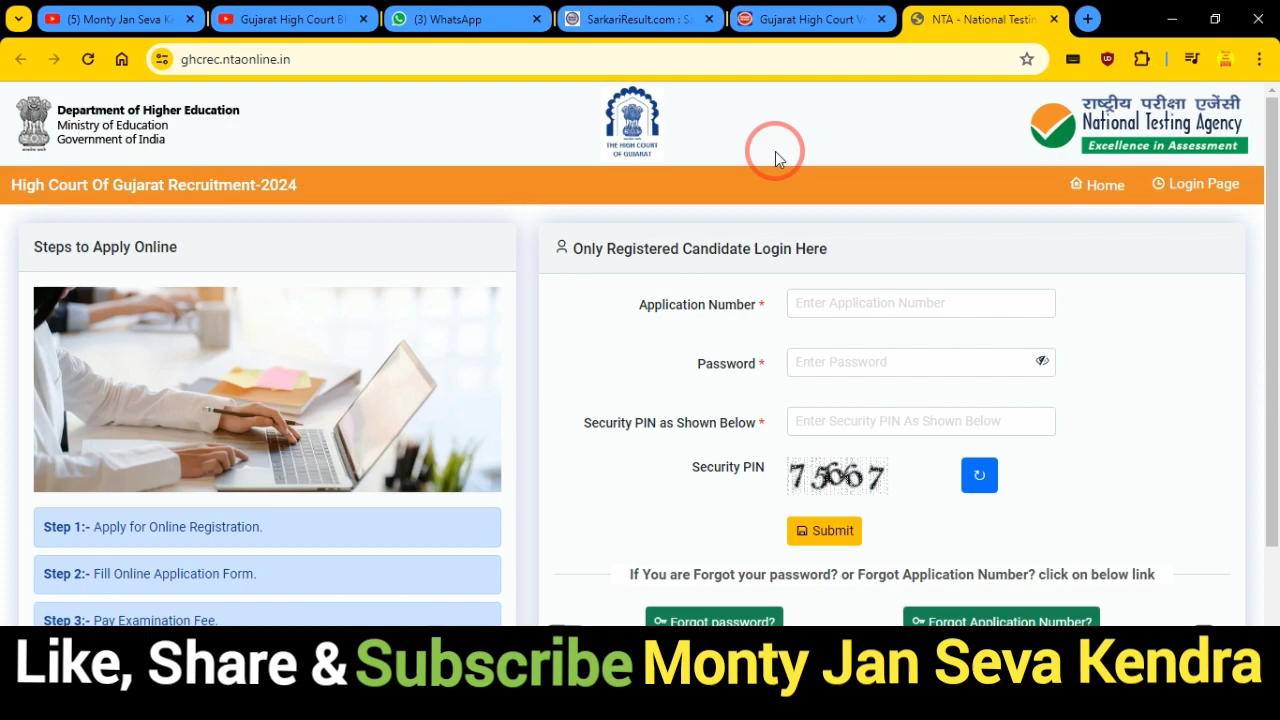 (5) Monty Jan Seva Ke
Gujarat High Court Bh
(3) WhatsApp
SarkariResult.com : Sa
Gujarat High Court Va
NTA - National Testin
ghcrec.ntaonline.in
Department of Higher Education
Ministry of Education
Government of India
THE HIGH COURT
OF GUJARAT
राष्ट्रीय परीक्षा एजेंसी
National Testing Agency
Excellence in Assessment
High Court Of Gujarat Recruitment-2024
Home
Login Page
Steps to Apply Online
Step 1:- Apply for Online Registration.
Step 2:- Fill Online Application Form.
Step 3:- Pay Examination Fee.
Only Registered Candidate Login Here
Application Number *
Enter Application Number
Password *
Enter Password
Security PIN as Shown Below *
Enter Security PIN As Shown Below
Security PIN
75667
Submit
If You are Forgot your password? or Forgot Application Number? click on below link
Forgot password?
Forgot Application Number?
Like, Share & Subscribe Monty Jan Seva Kendra